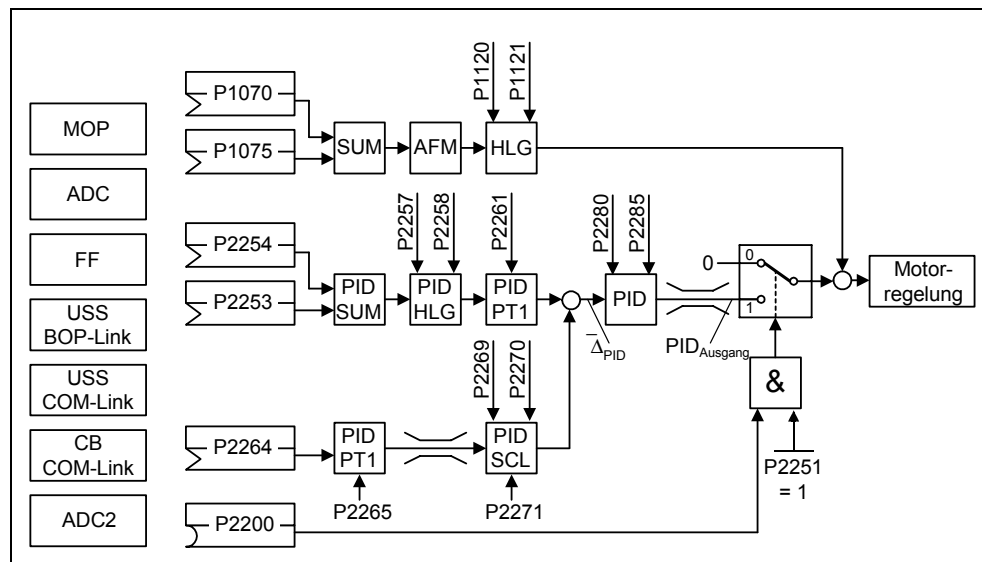 MOP
ADC
FF
USS
BOP-Link
USS
COM-Link
CB
COM-Link
ADC2
P1070
P1075
SUM
AFM
P1120
P1121
HLG
P2254
P2253
PID
SUM
P2257
P2258
PID
HLG
P2261
PID
PT1
Δ̅PID
P2280
P2285
PID
PIDAusgang
0
0
1
Motor-
regelung
&
P2251
= 1
P2264
PID
PT1
P2265
P2269
P2270
PID
SCL
P2271
P2200